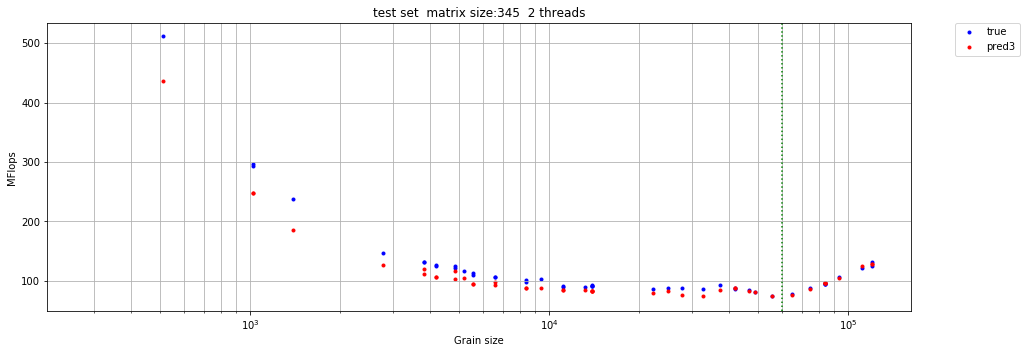 test set  matrix size:345  2 threads
true
pred3
500
400
300
200
100
MFlops
10³
10⁴
10⁵
Grain size